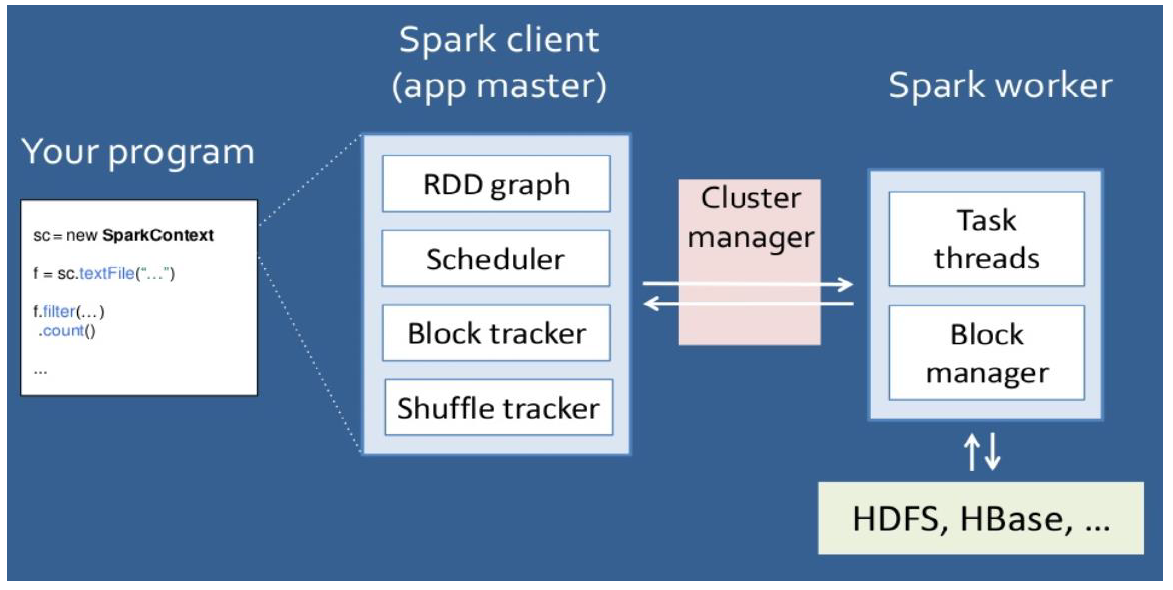 Your program
sc = new SparkContext
f = sc.textFile("...")
f.filter(...)
.count()
...
Spark client
(app master)
RDD graph
Scheduler
Block tracker
Shuffle tracker
Cluster
manager
Spark worker
Task
threads
Block
manager
HDFS, HBase, ...